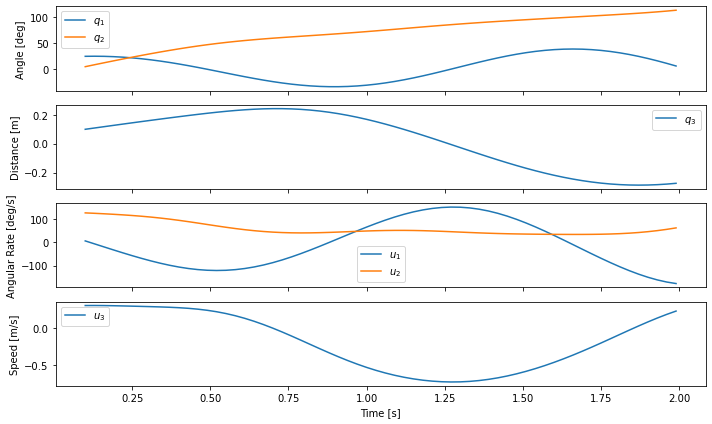 Angle [deg]
100
50
0
q₁
q₂
Distance [m]
0.2
0.0
−0.2
q₃
Angular Rate [deg/s]
100
0
−100
u₁
u₂
Speed [m/s]
0.0
−0.5
u₃
0.25 0.50 0.75 1.00 1.25 1.50 1.75 2.00
Time [s]